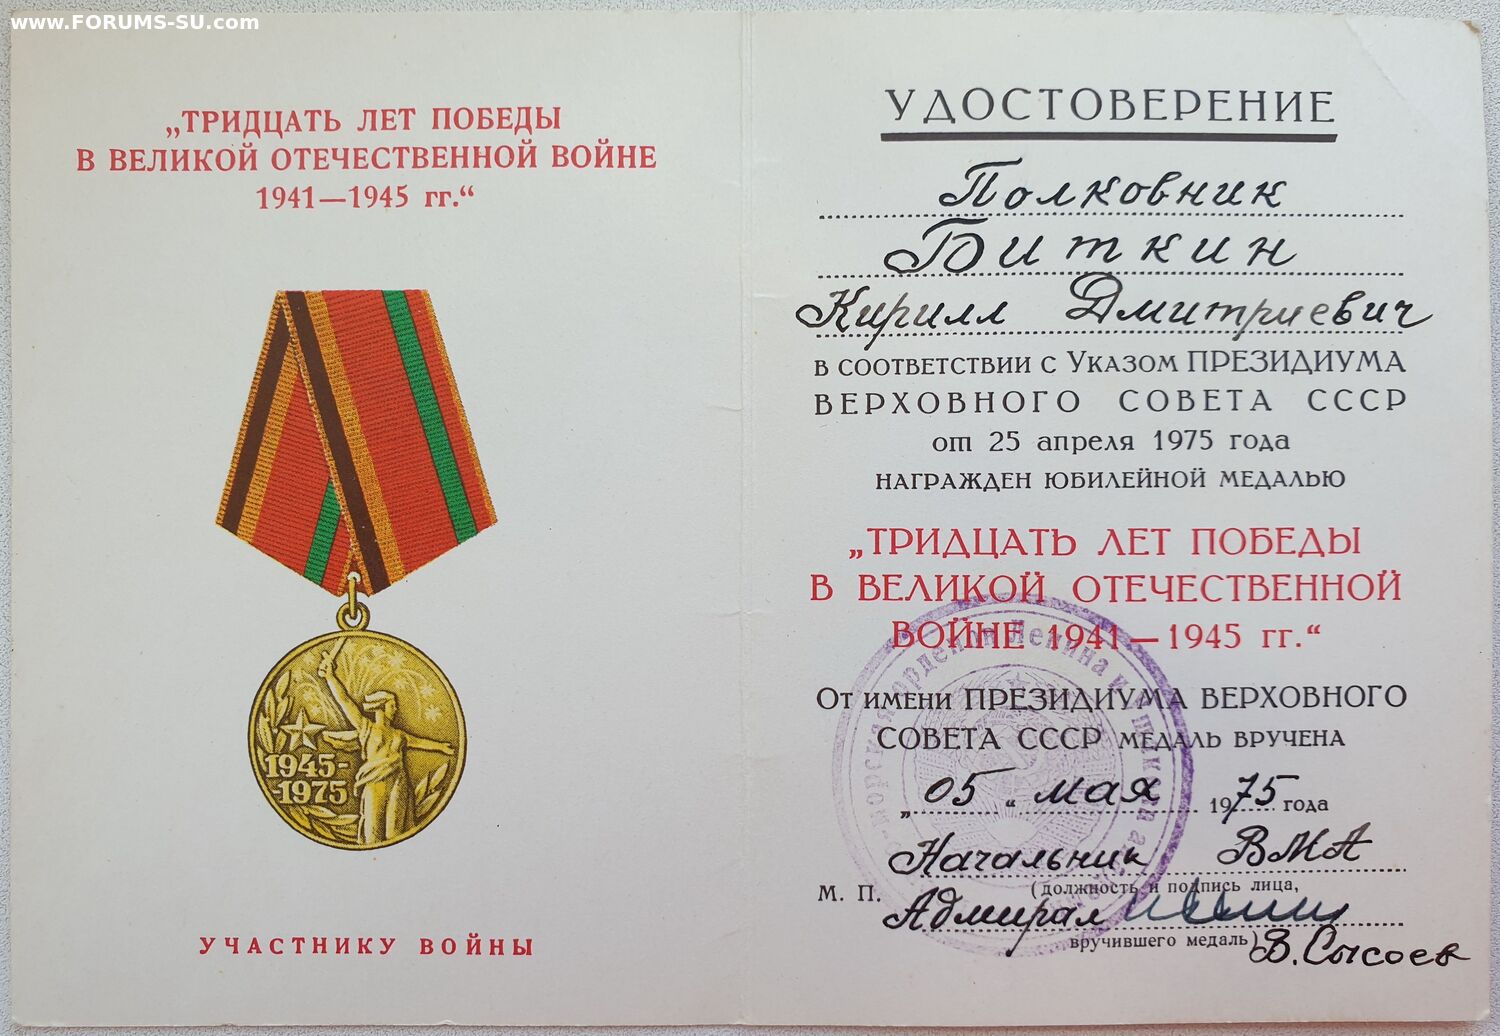 www.FORUMS-SU.com
„ТРИДЦАТЬ ЛЕТ ПОБЕДЫ
В ВЕЛИКОЙ ОТЕЧЕСТВЕННОЙ ВОЙНЕ
1941—1945 гг.“
1945-
-1975
УЧАСТНИКУ ВОЙНЫ
УДОСТОВЕРЕНИЕ
Полковник
Биткин
Кирилл Дмитриевич
В СООТВЕТСТВИИ С УКАЗОМ ПРЕЗИДИУМА
ВЕРХОВНОГО СОВЕТА СССР
от 25 апреля 1975 года
НАГРАЖДЕН ЮБИЛЕЙНОЙ МЕДАЛЬЮ
„ТРИДЦАТЬ ЛЕТ ПОБЕДЫ
В ВЕЛИКОЙ ОТЕЧЕСТВЕННОЙ
ВОЙНЕ 1941—1945 гг.“
ОТ ИМЕНИ ПРЕЗИДИУМА ВЕРХОВНОГО
СОВЕТА СССР МЕДАЛЬ ВРУЧЕНА
„05“ мая 1975 года
Начальник ВМА
М. П. (должность и подпись лица,
Адмирал
вручившего медаль)
В. Сысоев
орденов Ленина и